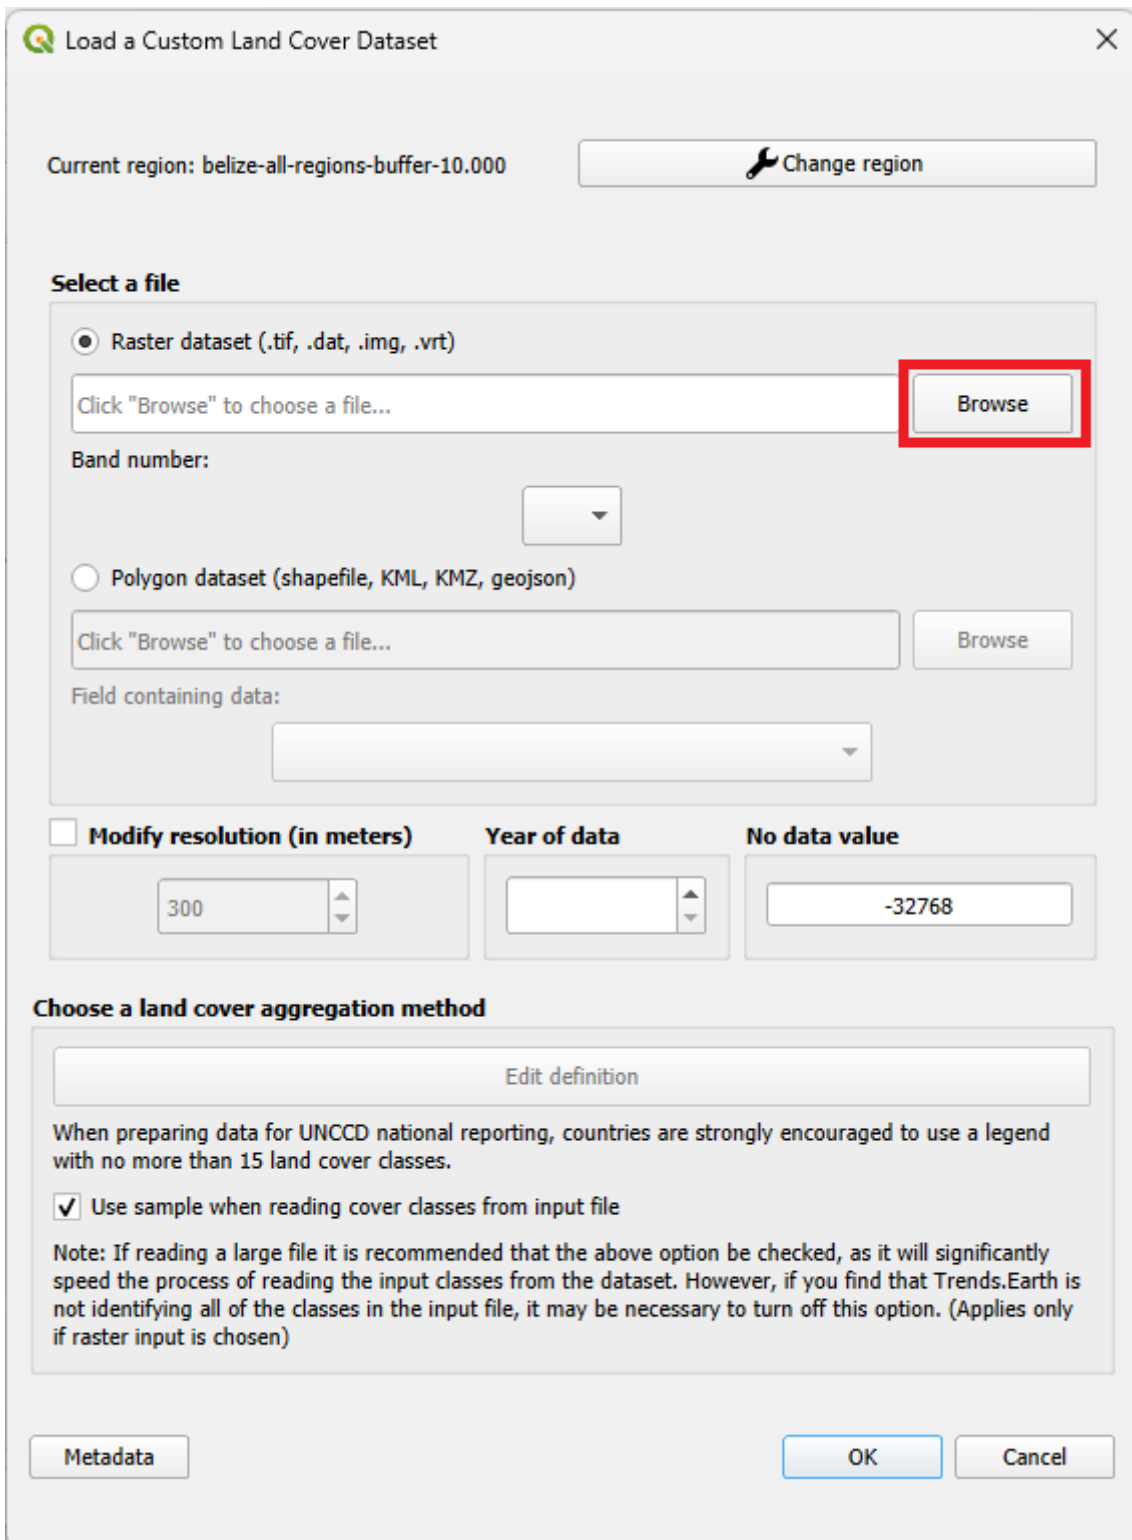 Load a Custom Land Cover Dataset
Current region: belize-all-regions-buffer-10.000
Change region
Select a file
Raster dataset (.tif, .dat, .img, .vrt)
Click "Browse" to choose a file...
Browse
Band number:
Polygon dataset (shapefile, KML, KMZ, geojson)
Click "Browse" to choose a file...
Browse
Field containing data:
Modify resolution (in meters)
Year of data
No data value
300
-32768
Choose a land cover aggregation method
Edit definition
When preparing data for UNCCD national reporting, countries are strongly encouraged to use a legend
with no more than 15 land cover classes.
Use sample when reading cover classes from input file
Note: If reading a large file it is recommended that the above option be checked, as it will significantly
speed the process of reading the input classes from the dataset. However, if you find that Trends.Earth is
not identifying all of the classes in the input file, it may be necessary to turn off this option. (Applies only
if raster input is chosen)
Metadata
OK
Cancel